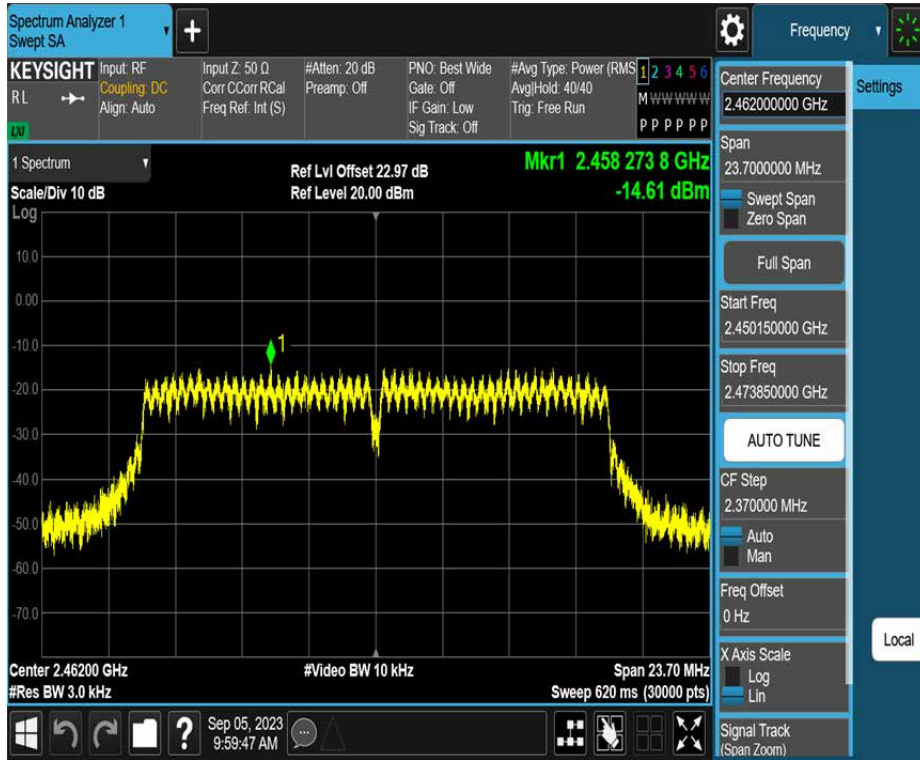 Spectrum Analyzer 1
Swept SA
Frequency
KEYSIGHT
RL
LXI
Input: RF
Coupling: DC
Align: Auto
Input Z: 50 Ω
Corr CCorr RCal
Freq Ref: Int (S)
#Atten: 20 dB
Preamp: Off
PNO: Best Wide
Gate: Off
IF Gain: Low
Sig Track: Off
#Avg Type: Power (RMS
Avg|Hold: 40/40
Trig: Free Run
1 2 3 4 5 6
M W W W W W
P P P P P P
1 Spectrum
Scale/Div 10 dB
Log
Ref Lvl Offset 22.97 dB
Ref Level 20.00 dBm
Mkr1 2.458 273 8 GHz
-14.61 dBm
10.0
0.00
-10.0
-20.0
-30.0
-40.0
-50.0
-60.0
-70.0
1
Center 2.46200 GHz
#Res BW 3.0 kHz
#Video BW 10 kHz
Span 23.70 MHz
Sweep 620 ms (30000 pts)
Sep 05, 2023
9:59:47 AM
?
Center Frequency
2.462000000 GHz
Settings
Span
23.7000000 MHz
Swept Span
Zero Span
Full Span
Start Freq
2.450150000 GHz
Stop Freq
2.473850000 GHz
AUTO TUNE
CF Step
2.370000 MHz
Auto
Man
Freq Offset
0 Hz
X Axis Scale
Log
Lin
Local
Signal Track
(Span Zoom)